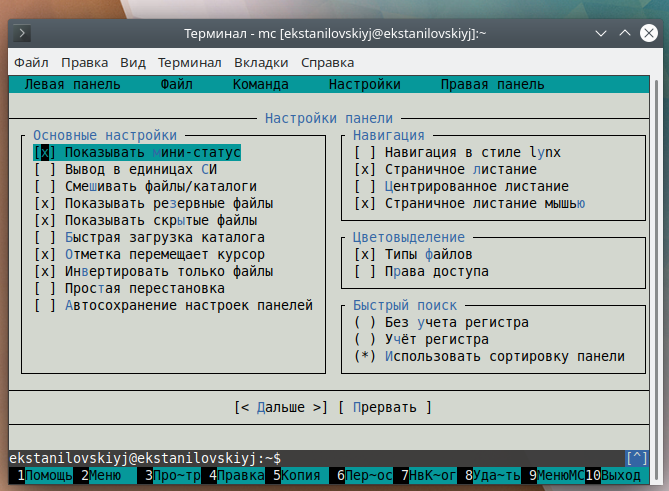 Терминал - mc [ekstanilovskiyj@ekstanilovskiyj]:~
Файл Правка Вид Терминал Вкладки Справка
Левая панель Файл Команда Настройки Правая панель
Настройки панели
Основные настройки
[x] Показывать мини-статус
[ ] Вывод в единицах СИ
[ ] Смешивать файлы/каталоги
[x] Показывать резервные файлы
[x] Показывать скрытые файлы
[ ] Быстрая загрузка каталога
[x] Отметка перемещает курсор
[x] Инвертировать только файлы
[ ] Простая перестановка
[ ] Автосохранение настроек панелей
Навигация
[ ] Навигация в стиле lynx
[x] Страничное листание
[ ] Центрированное листание
[x] Страничное листание мышью
Цветовыделение
[x] Типы файлов
[ ] Права доступа
Быстрый поиск
( ) Без учета регистра
( ) Учёт регистра
(*) Использовать сортировку панели
[< Дальше >] [ Прервать ]
ekstanilovskiyj@ekstanilovskiyj:~$ [^]
1Помощь 2Меню 3Про~тр 4Правка 5Копия 6Пер~ос 7НвК~ог 8Уда~ть 9МенюMC 10Выход